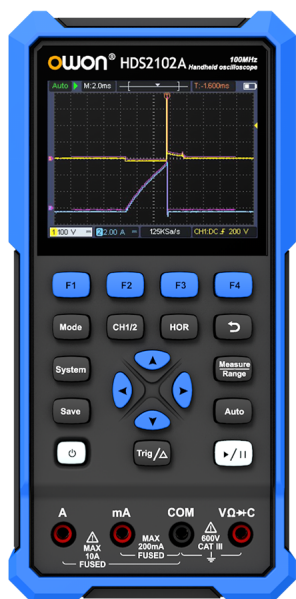 OWON® HDS2102A 100MHz
Handheld oscilloscope
Auto M:2.0ms T T:-1.600ms
1 100 V 2 2.00 A 125KSa/s CH1:DC 200 V
F1 F2 F3 F4
Mode CH1/2 HOR
System Measure
Range
Save Auto
Trig/△ ▶/II
A mA COM VΩC
MAX
10A
FUSED
MAX
200mA
FUSED
600V
CAT III